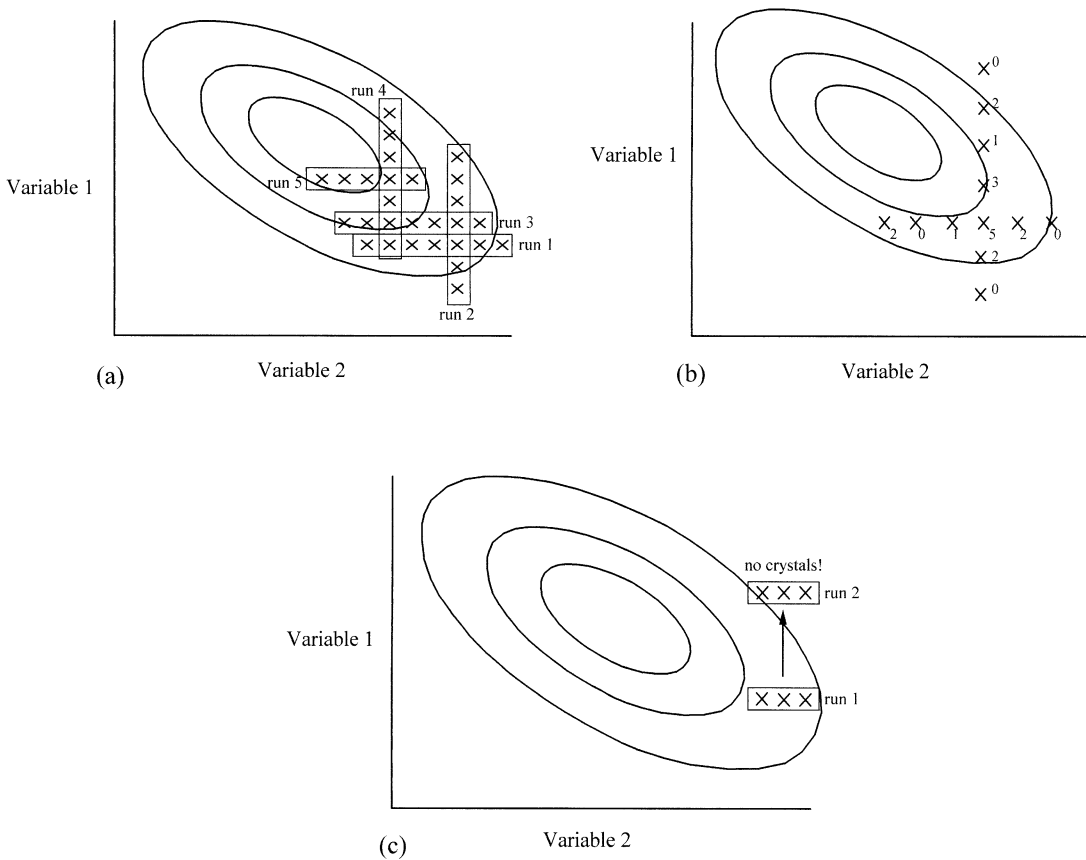 run 4
Variable 1
run 5
run 3
run 1
run 2
(a)
Variable 2
0
2
1
Variable 1
3
2 0 1 5 2 0
2
0
(b)
Variable 2
no crystals!
run 2
Variable 1
run 1
(c)
Variable 2